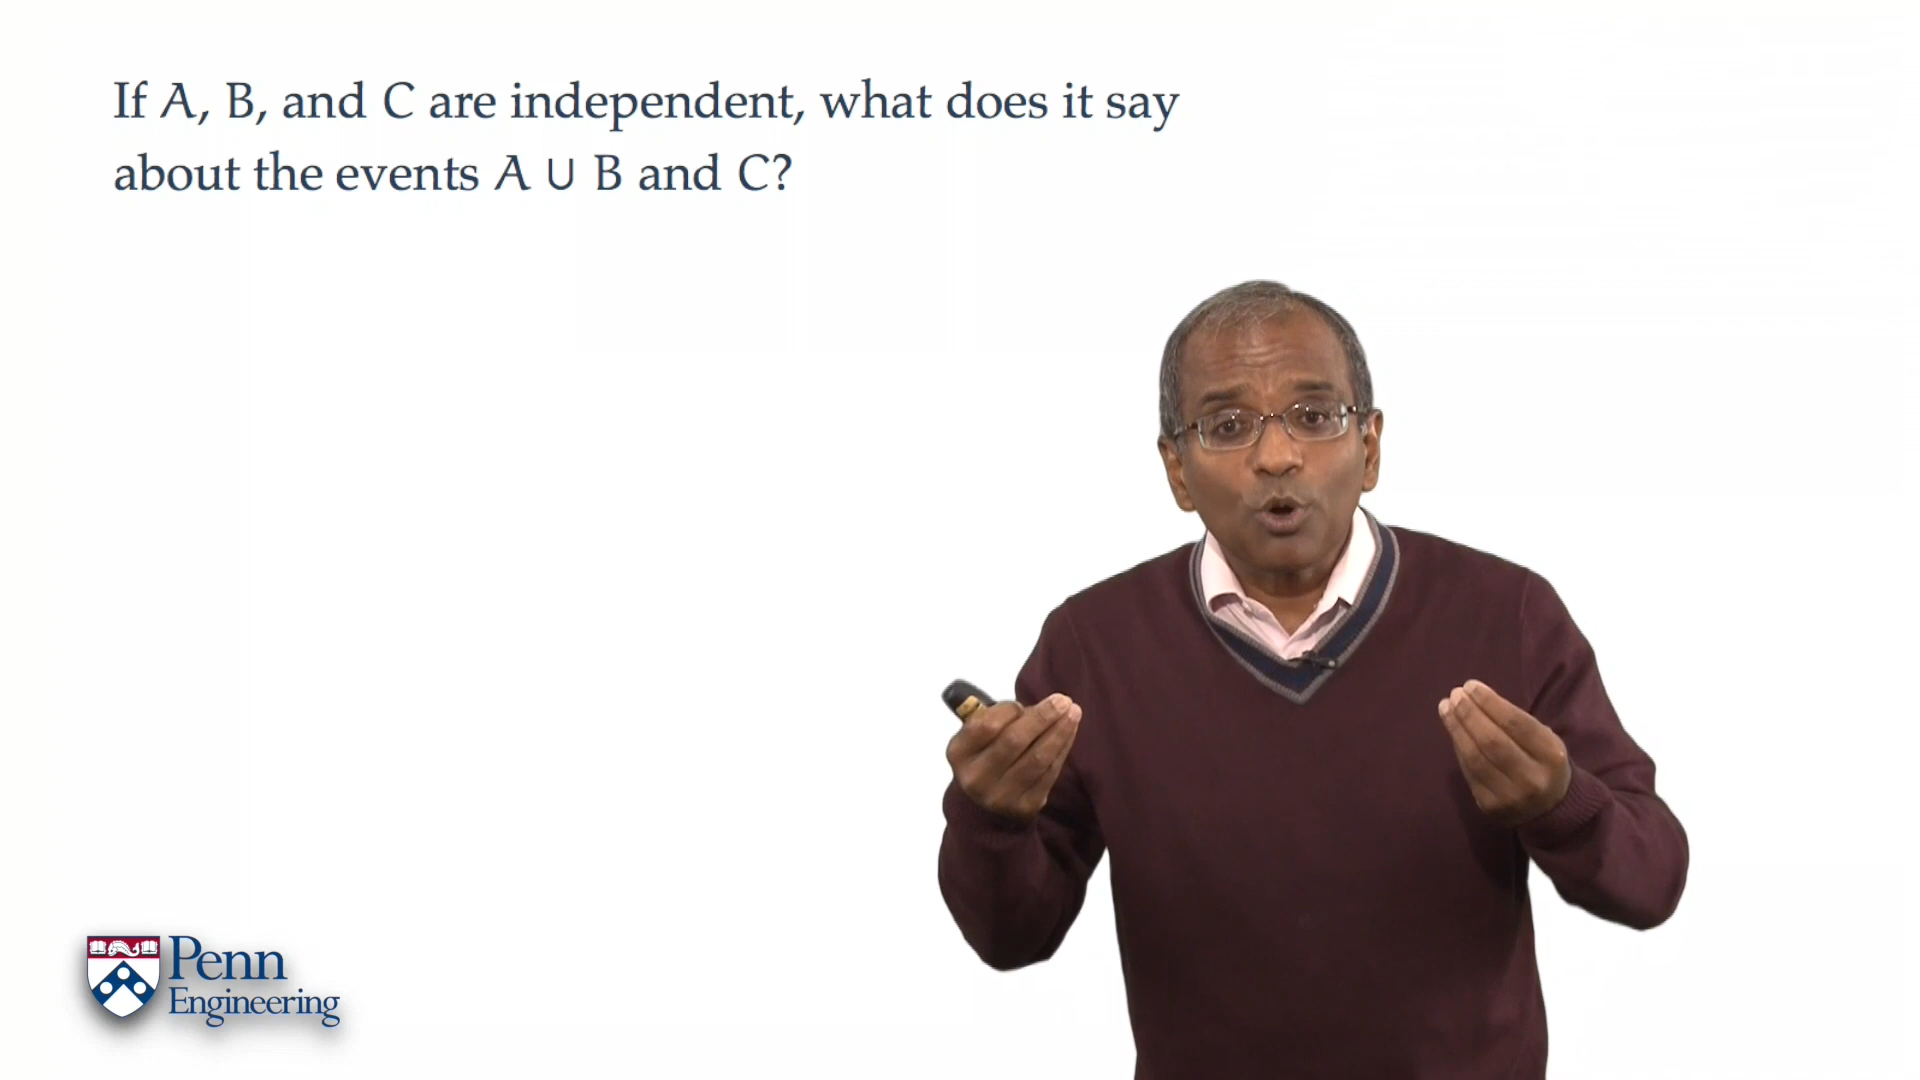 If A, B, and C are independent, what does it say
about the events A ∪ B and C?
Penn
Engineering